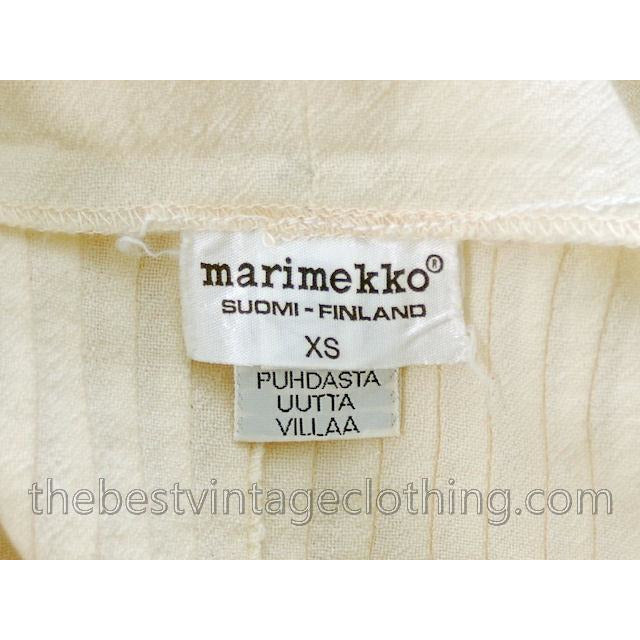 marimekko®
SUOMI - FINLAND
XS
PUHDASTA
UUTTA
VILLAA
thebestvintageclothing.com